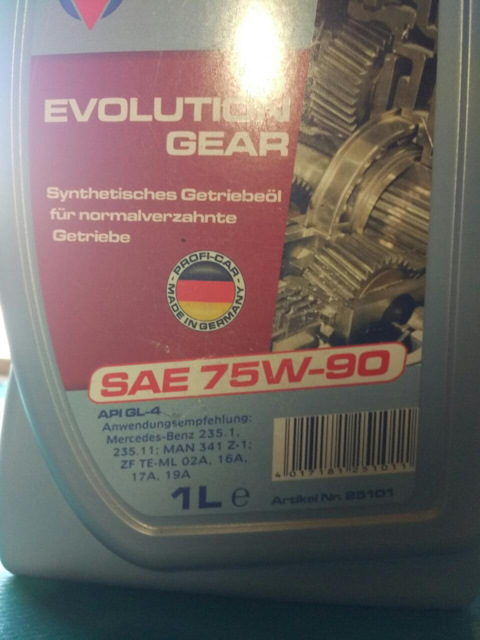 EVOLUTION
GEAR
Synthetisches Getriebeöl
für normalverzahnte
Getriebe
PROFI-CAR
MADE IN GERMANY
SAE 75W-90
API GL-4
Anwendungsempfehlung:
Mercedes-Benz 235.1,
235.11; MAN 341 Z-1;
ZF TE-ML 02A, 16A,
17A, 19A
1L e
Artikel Nr. 25101